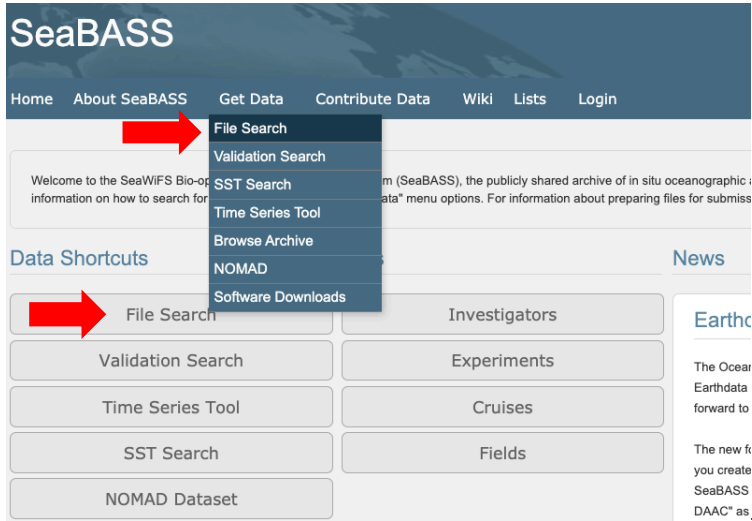 SeaBASS
Home About SeaBASS Get Data Contribute Data Wiki Lists Login
File Search
Validation Search
SST Search
Time Series Tool
Browse Archive
NOMAD
Software Downloads
Welcome to the SeaWiFS Bio-op m (SeaBASS), the publicly shared archive of in situ oceanographic a
information on how to search for ata" menu options. For information about preparing files for submiss
Data Shortcuts
File Search
Validation Search
Time Series Tool
SST Search
NOMAD Dataset
Investigators
Experiments
Cruises
Fields
News
Earthd
The Ocean
Earthdata
forward to
The new fo
you create
SeaBASS
DAAC" as